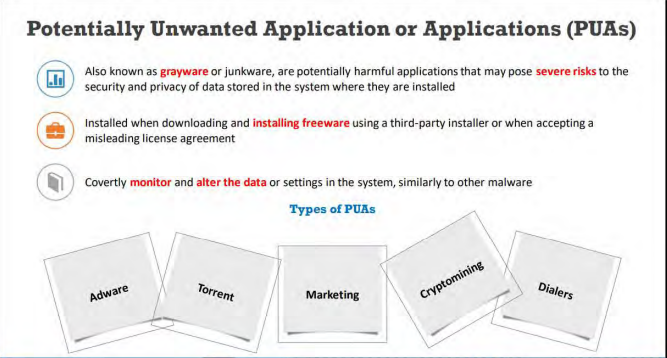 Potentially Unwanted Application or Applications (PUAs)
Also known as grayware or junkware, are potentially harmful applications that may pose severe risks to the
security and privacy of data stored in the system where they are installed
Installed when downloading and installing freeware using a third-party installer or when accepting a
misleading license agreement
Covertly monitor and alter the data or settings in the system, similarly to other malware
Types of PUAs
Adware
Torrent
Marketing
Cryptomining
Dialers